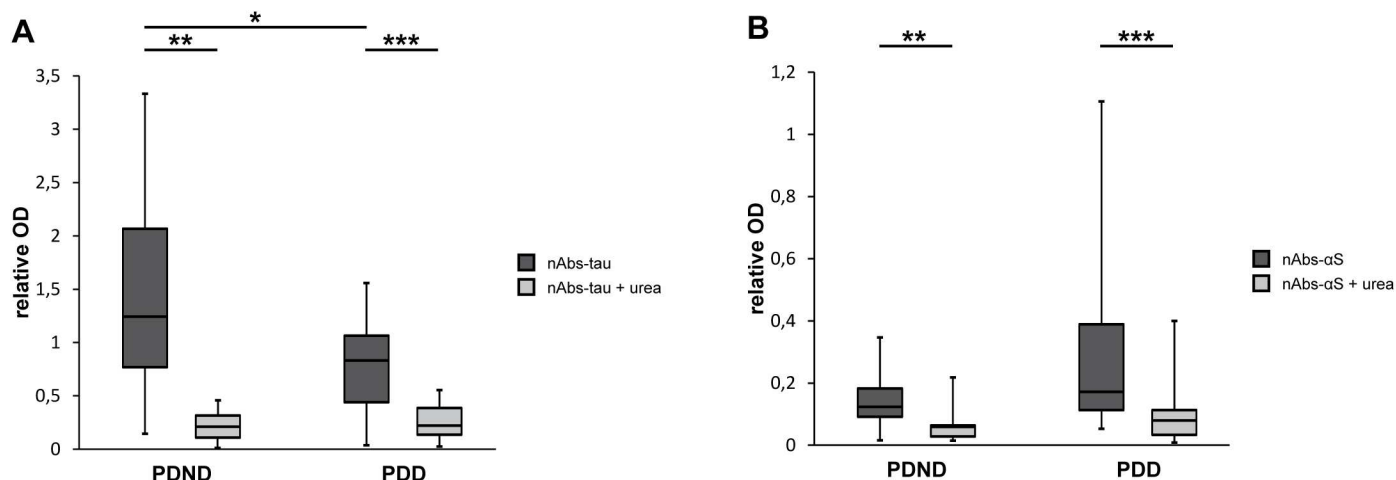 A
*
**
***
3,5
3
2,5
2
1,5
1
0,5
0
relative OD
PDND
PDD
nAbs-tau
nAbs-tau + urea
B
**
***
1,2
1
0,8
0,6
0,4
0,2
0
relative OD
PDND
PDD
nAbs-αS
nAbs-αS + urea